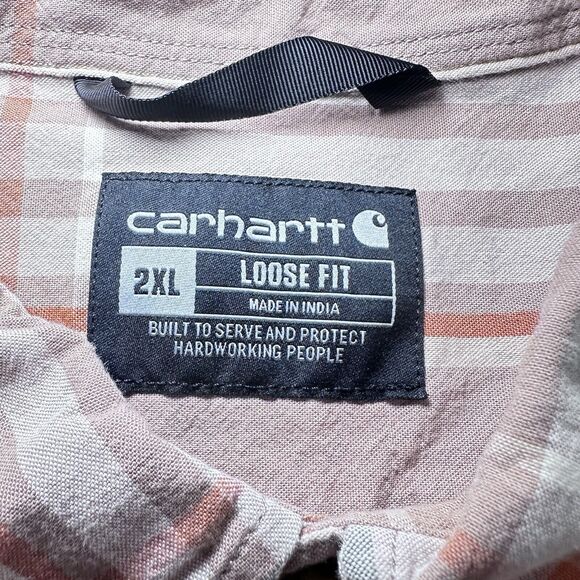 carhartt
2XL
LOOSE FIT
MADE IN INDIA
BUILT TO SERVE AND PROTECT
HARDWORKING PEOPLE